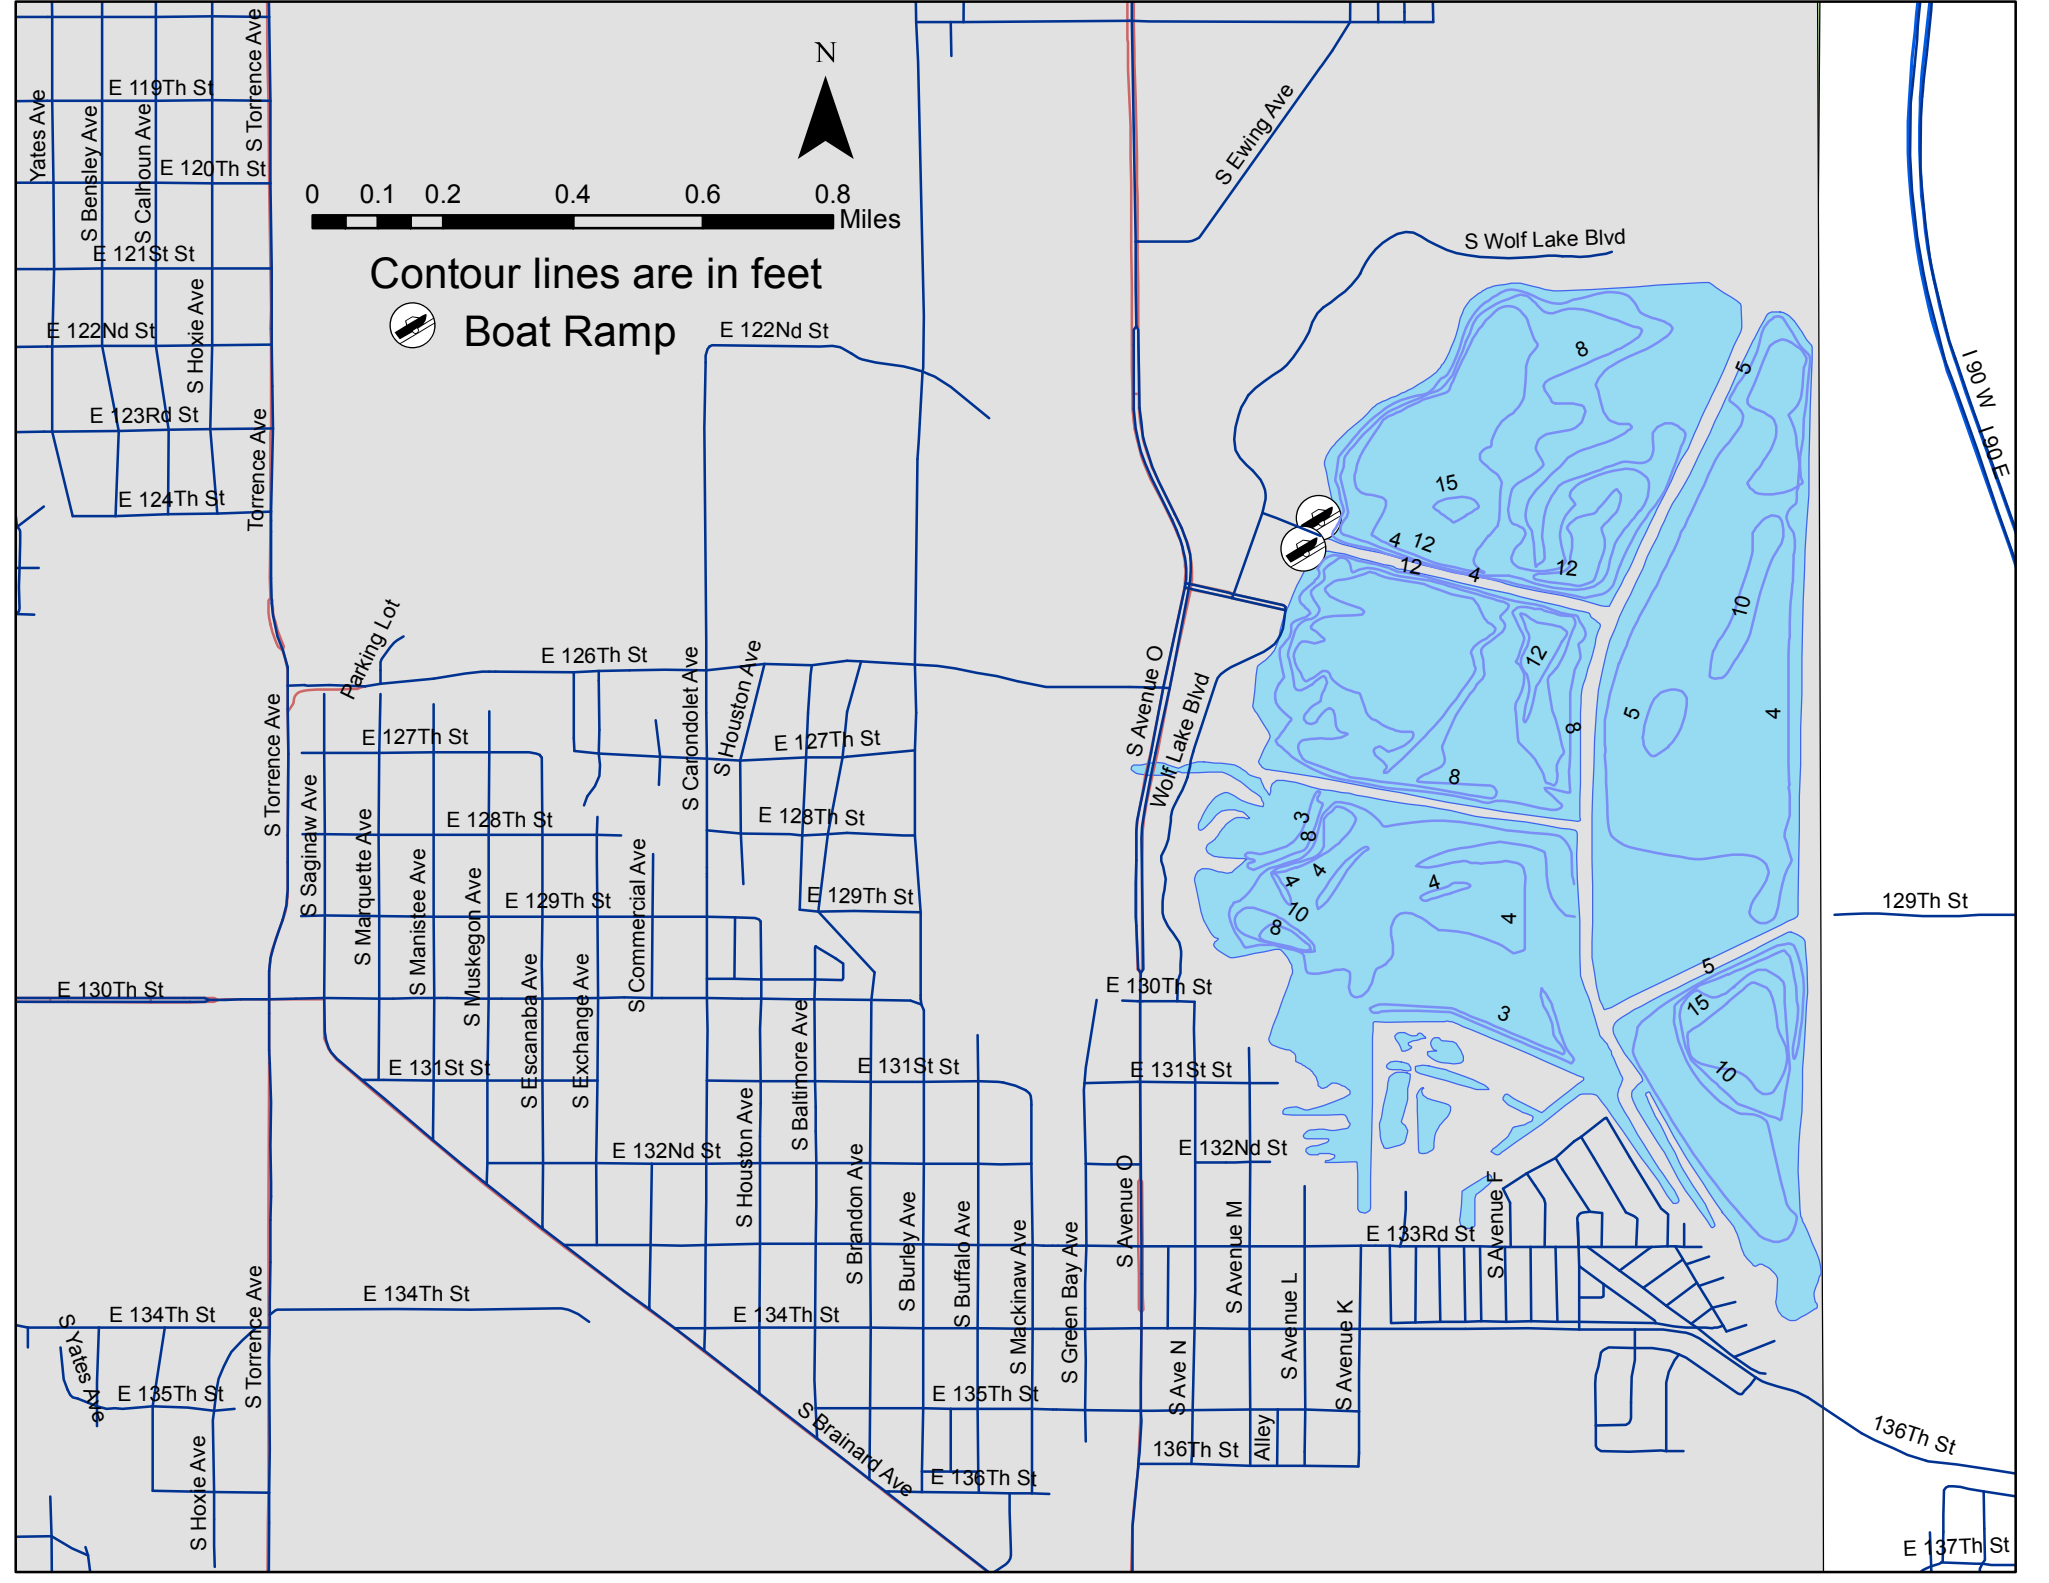 N
0 0.1 0.2 0.4 0.6 0.8
Miles
Contour lines are in feet
Boat Ramp
E 119Th St
S Torrence Ave
Yates Ave
S Bensley Ave
S Calhoun Ave
E 120Th St
E 121St St
E 122Nd St
S Hoxie Ave
E 123Rd St
Torrence Ave
E 124Th St
E 122Nd St
S Ewing Ave
S Wolf Lake Blvd
I 90 W
I 90 E
8
5
15
4
12
12
4
12
10
12
8
5
4
8
Parking Lot
E 126Th St
S Carondolet Ave
S Houston Ave
S Avenue O
Wolf Lake Blvd
S Torrence Ave
E 127Th St
E 127Th St
S Saginaw Ave
S Marquette Ave
S Manistee Ave
S Muskegon Ave
E 128Th St
E 128Th St
S Commercial Ave
E 129Th St
E 129Th St
129Th St
3
8
4
4
10
8
4
4
3
5
15
10
S Escanaba Ave
S Exchange Ave
E 130Th St
E 130Th St
S Baltimore Ave
E 131St St
E 131St St
E 131St St
S Houston Ave
E 132Nd St
E 132Nd St
S Brandon Ave
S Burley Ave
S Buffalo Ave
S Mackinaw Ave
S Green Bay Ave
S Avenue O
S Avenue M
S Avenue L
S Avenue K
S Avenue F
E 133Rd St
E 134Th St
E 134Th St
E 134Th St
S Yates Ave
S Torrence Ave
E 135Th St
E 135Th St
S Ave N
S Hoxie Ave
S Brainard Ave
E 136Th St
136Th St
Alley
136Th St
E 137Th St